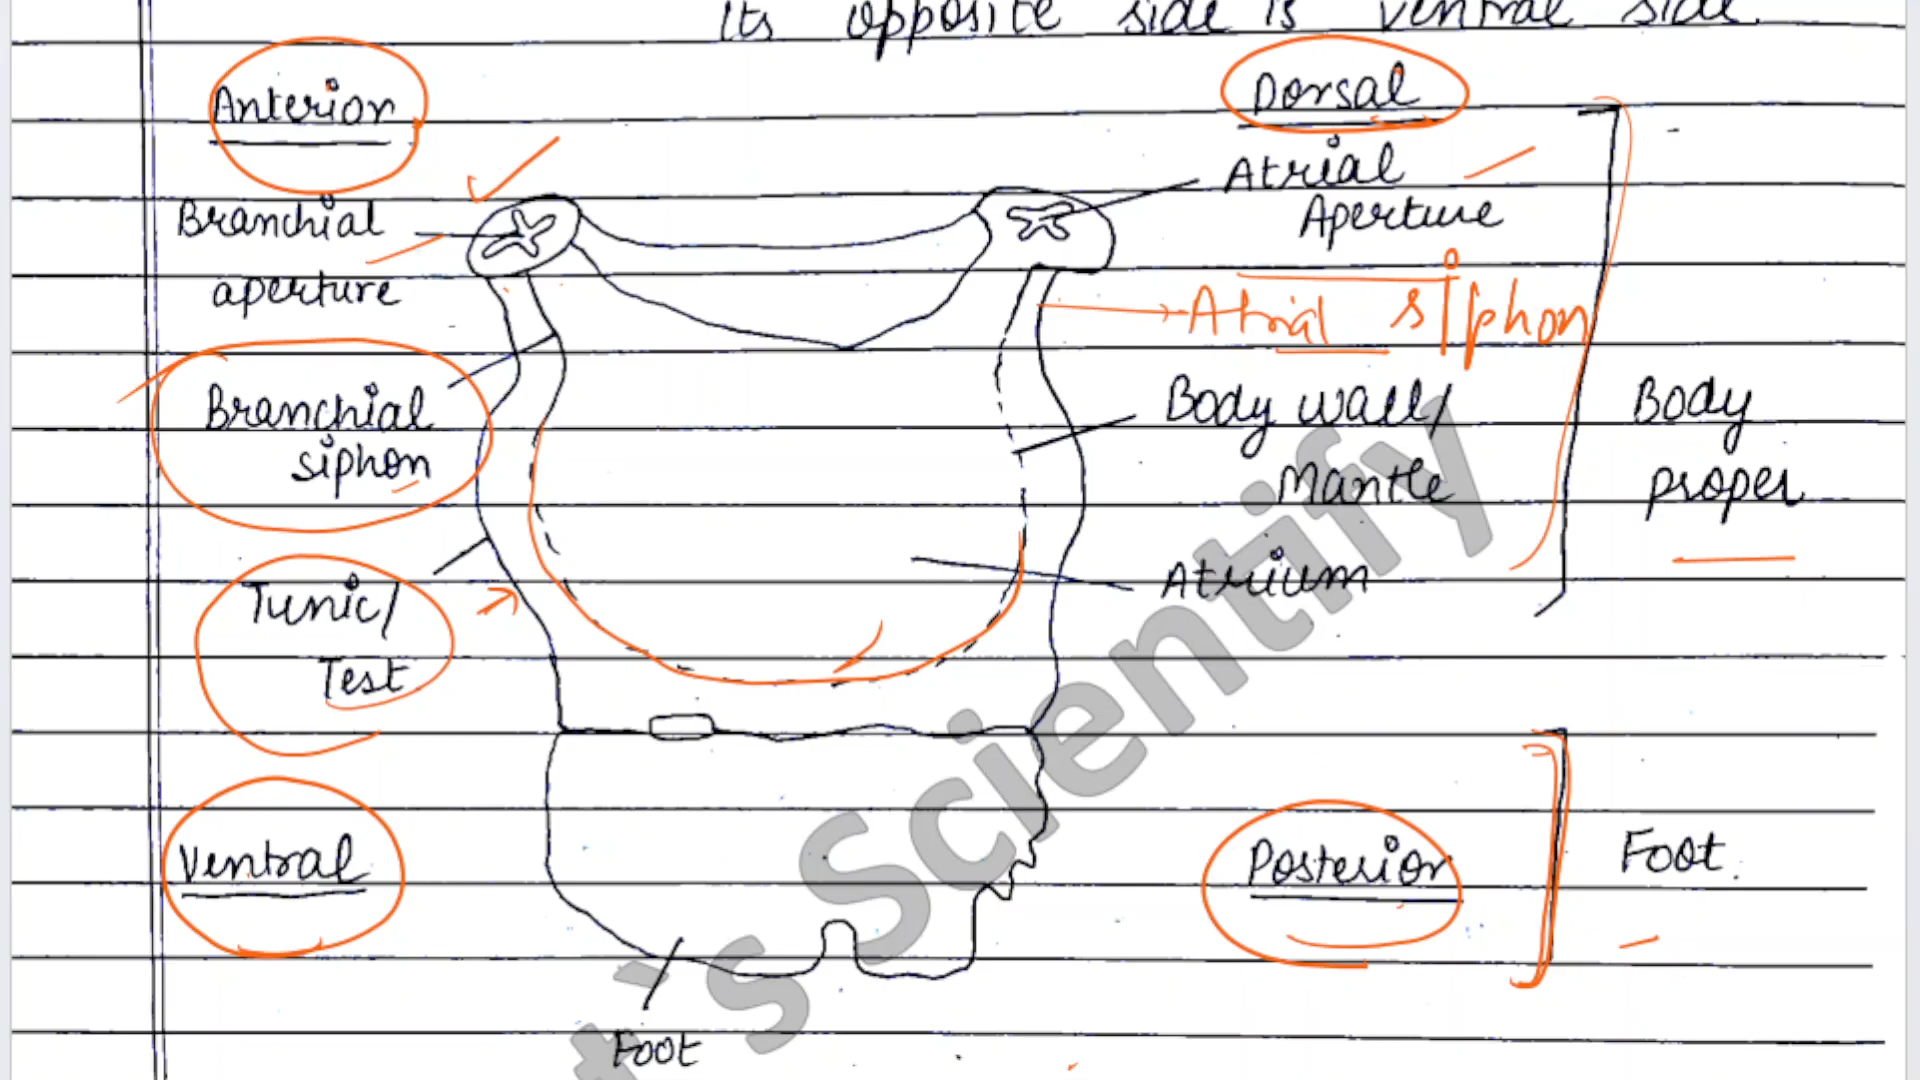 Its opposite side is ventral side.
Anterior
Dorsal
Branchial
aperture
Atrial
Aperture
Atrial siphon
Branchial
siphon
Body wall/
Mantle
Body
proper
Tunic/
Test
Atrium
Ventral
Posterior
Foot.
Foot
t's Scientify